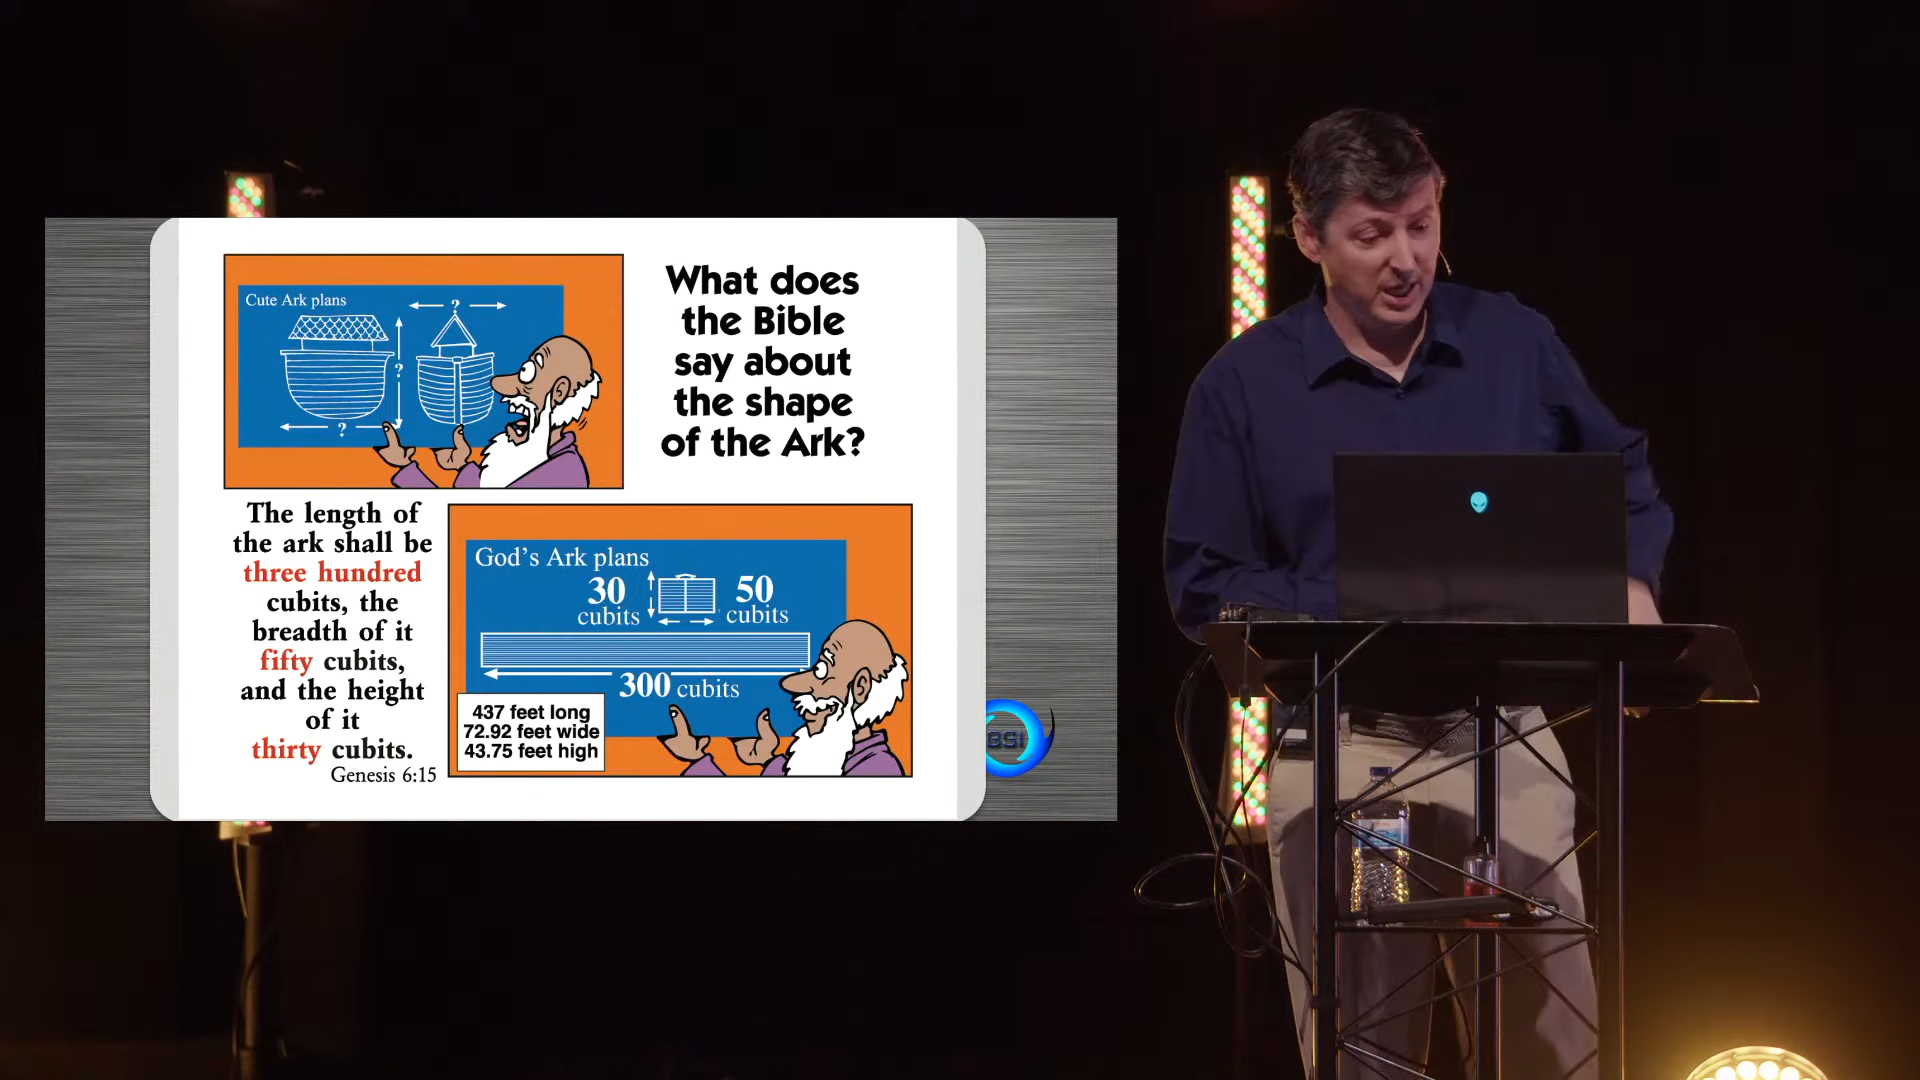 Cute Ark plans
?
?
?
What does
the Bible
say about
the shape
of the Ark?
The length of
the ark shall be
three hundred
cubits, the
breadth of it
fifty cubits,
and the height
of it
thirty cubits.
Genesis 6:15
God's Ark plans
30
cubits
50
cubits
300 cubits
437 feet long
72.92 feet wide
43.75 feet high
GSI